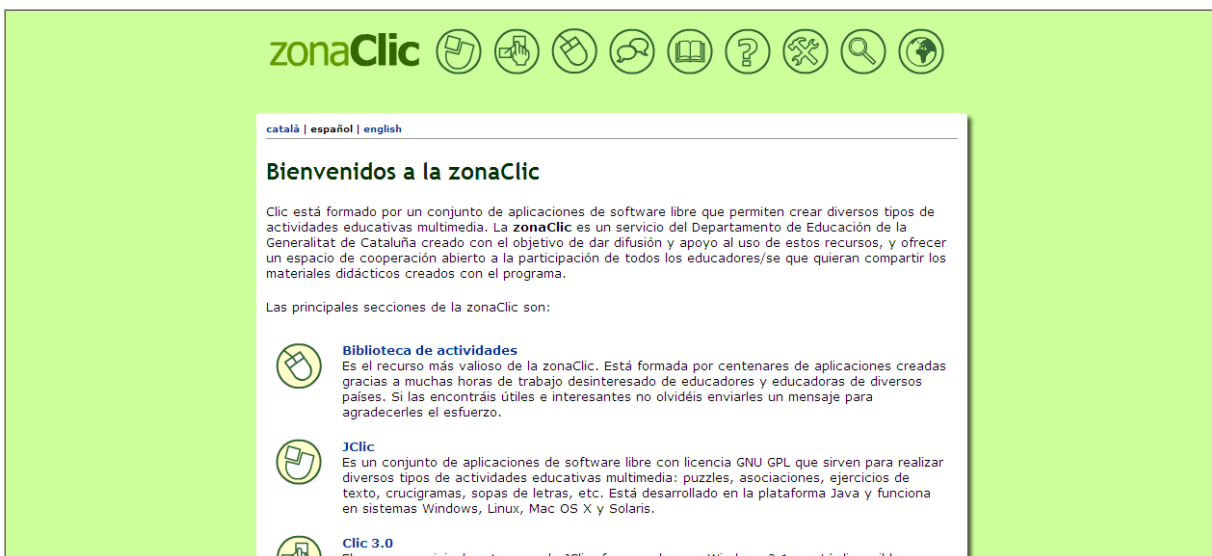 zonaClic
català | español | english
Bienvenidos a la zonaClic
Clic está formado por un conjunto de aplicaciones de software libre que permiten crear diversos tipos de
actividades educativas multimedia. La zonaClic es un servicio del Departamento de Educación de la
Generalitat de Cataluña creado con el objetivo de dar difusión y apoyo al uso de estos recursos, y ofrecer
un espacio de cooperación abierto a la participación de todos los educadores/se que quieran compartir los
materiales didácticos creados con el programa.
Las principales secciones de la zonaClic son:
Biblioteca de actividades
Es el recurso más valioso de la zonaClic. Está formada por centenares de aplicaciones creadas
gracias a muchas horas de trabajo desinteresado de educadores y educadoras de diversos
países. Si las encontráis útiles e interesantes no olvidéis enviarles un mensaje para
agradecerles el esfuerzo.
JClic
Es un conjunto de aplicaciones de software libre con licencia GNU GPL que sirven para realizar
diversos tipos de actividades educativas multimedia: puzzles, asociaciones, ejercicios de
texto, crucigramas, sopas de letras, etc. Está desarrollado en la plataforma Java y funciona
en sistemas Windows, Linux, Mac OS X y Solaris.
Clic 3.0